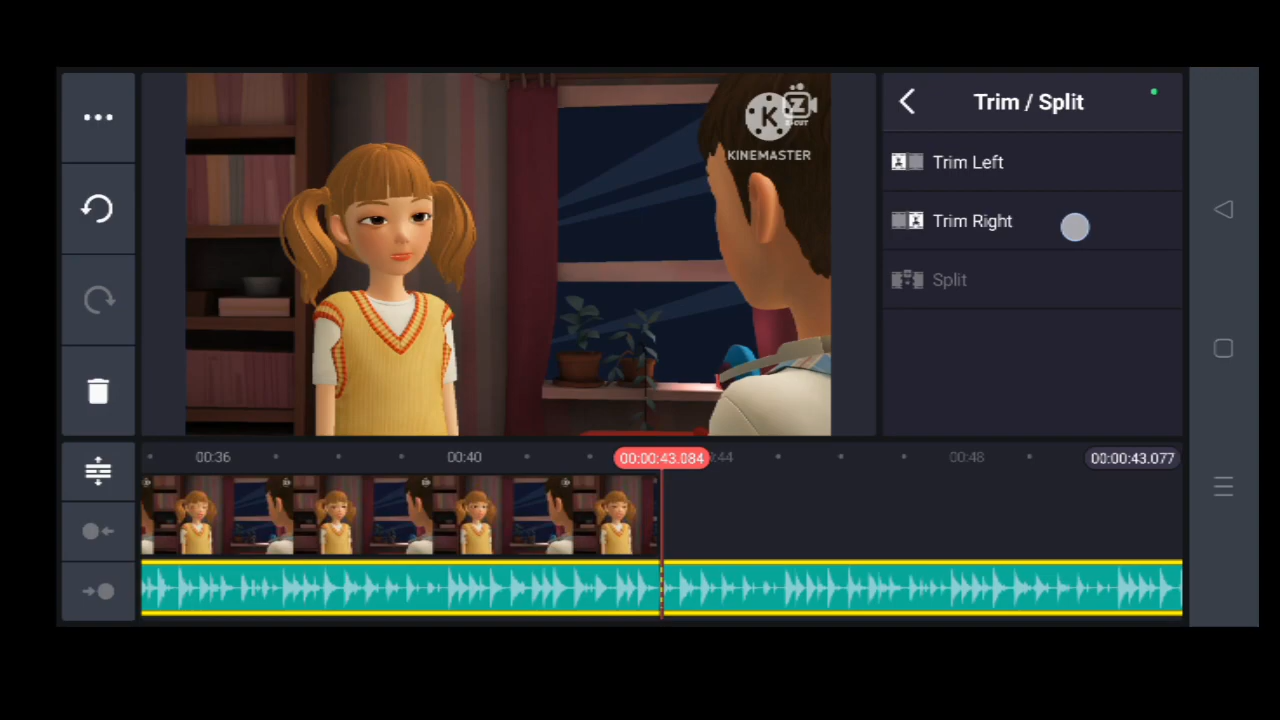 Z
Z-CUT
K
KINEMASTER
Trim / Split
Trim Left
Trim Right
Split
00:36
00:40
00:00:43.084
:44
00:48
00:00:43.077